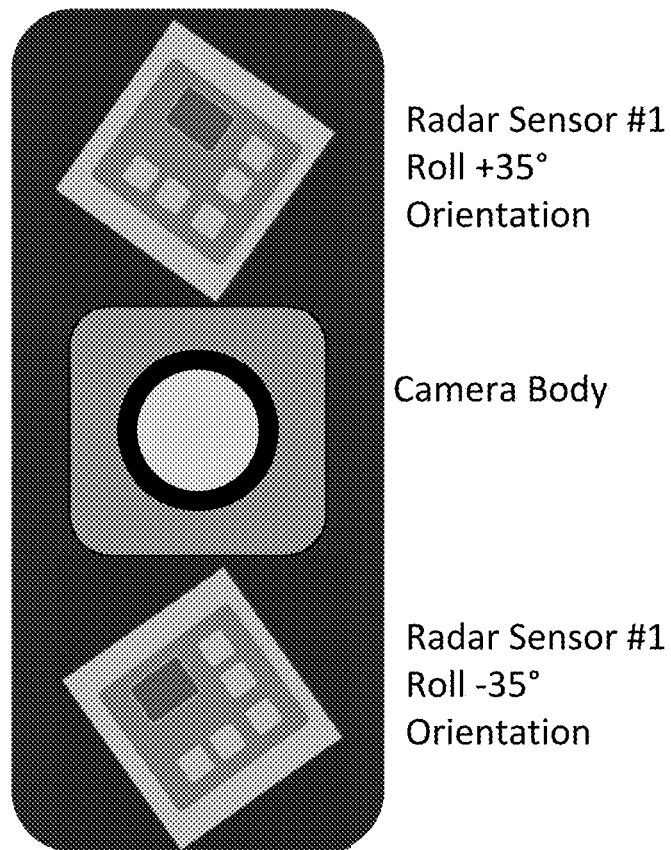 Radar Sensor #1
Roll +35°
Orientation
Camera Body
Radar Sensor #1
Roll -35°
Orientation